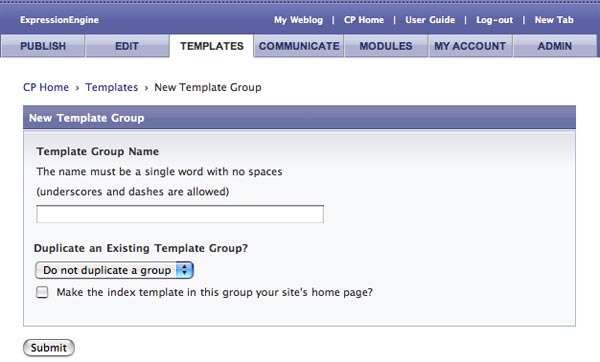 ExpressionEngine My Weblog | CP Home | User Guide | Log-out | New Tab
PUBLISH EDIT TEMPLATES COMMUNICATE MODULES MY ACCOUNT ADMIN
CP Home › Templates › New Template Group
New Template Group
Template Group Name
The name must be a single word with no spaces
(underscores and dashes are allowed)
Duplicate an Existing Template Group?
Do not duplicate a group
Make the index template in this group your site's home page?
Submit